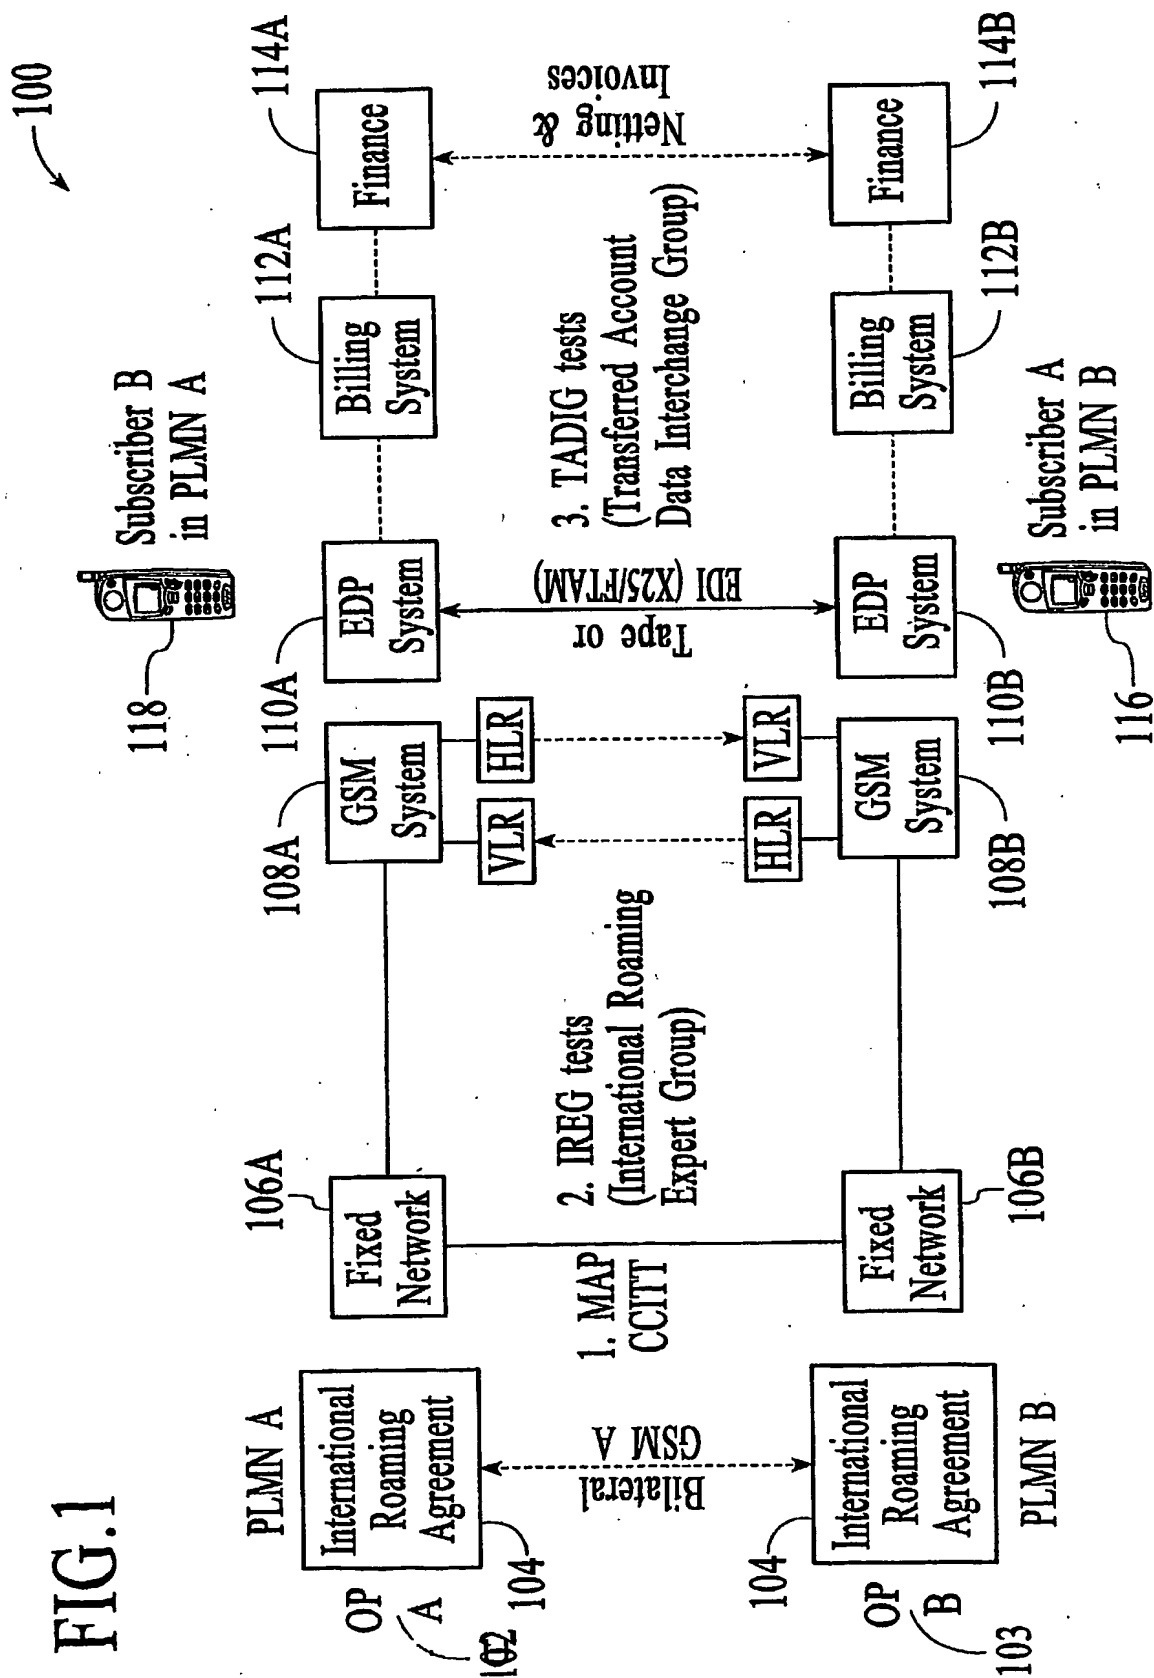 FIG.1
100
PLMN A
OP
A
102
International
Roaming
Agreement
104
106A
Fixed
Network
108A
GSM
System
VLR
HLR
118
Subscriber B
in PLMN A
110A
EDP
System
112A
Billing
System
114A
Finance
Bilateral
GSM A
1. MAP
CCITT
2. IREG tests
(International Roaming
Expert Group)
Tape or
EDI (X25/FTAM)
3. TADIG tests
(Transferred Account
Data Interchange Group)
Netting &
Invoices
104
International
Roaming
Agreement
OP
B
103
PLMN B
Fixed
Network
106B
HLR
VLR
GSM
System
108B
EDP
System
110B
116
Subscriber A
in PLMN B
Billing
System
112B
Finance
114B